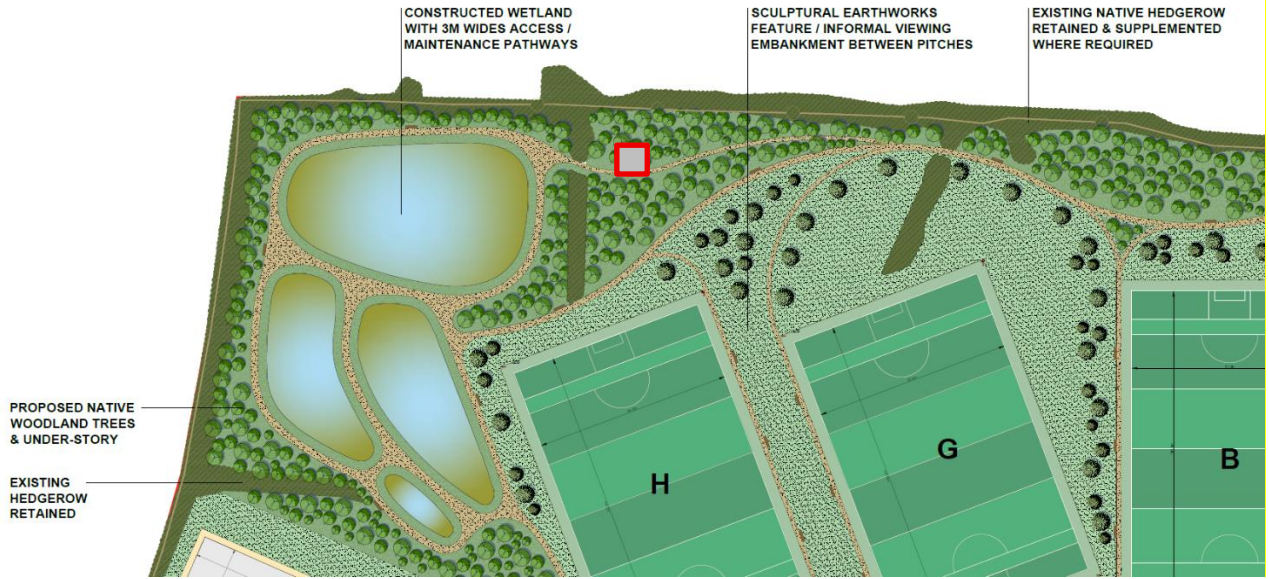 CONSTRUCTED WETLAND
WITH 3M WIDES ACCESS /
MAINTENANCE PATHWAYS
SCULPTURAL EARTHWORKS
FEATURE / INFORMAL VIEWING
EMBANKMENT BETWEEN PITCHES
EXISTING NATIVE HEDGEROW
RETAINED & SUPPLEMENTED
WHERE REQUIRED
PROPOSED NATIVE
WOODLAND TREES
& UNDER-STORY
EXISTING
HEDGEROW
RETAINED
H
G
B